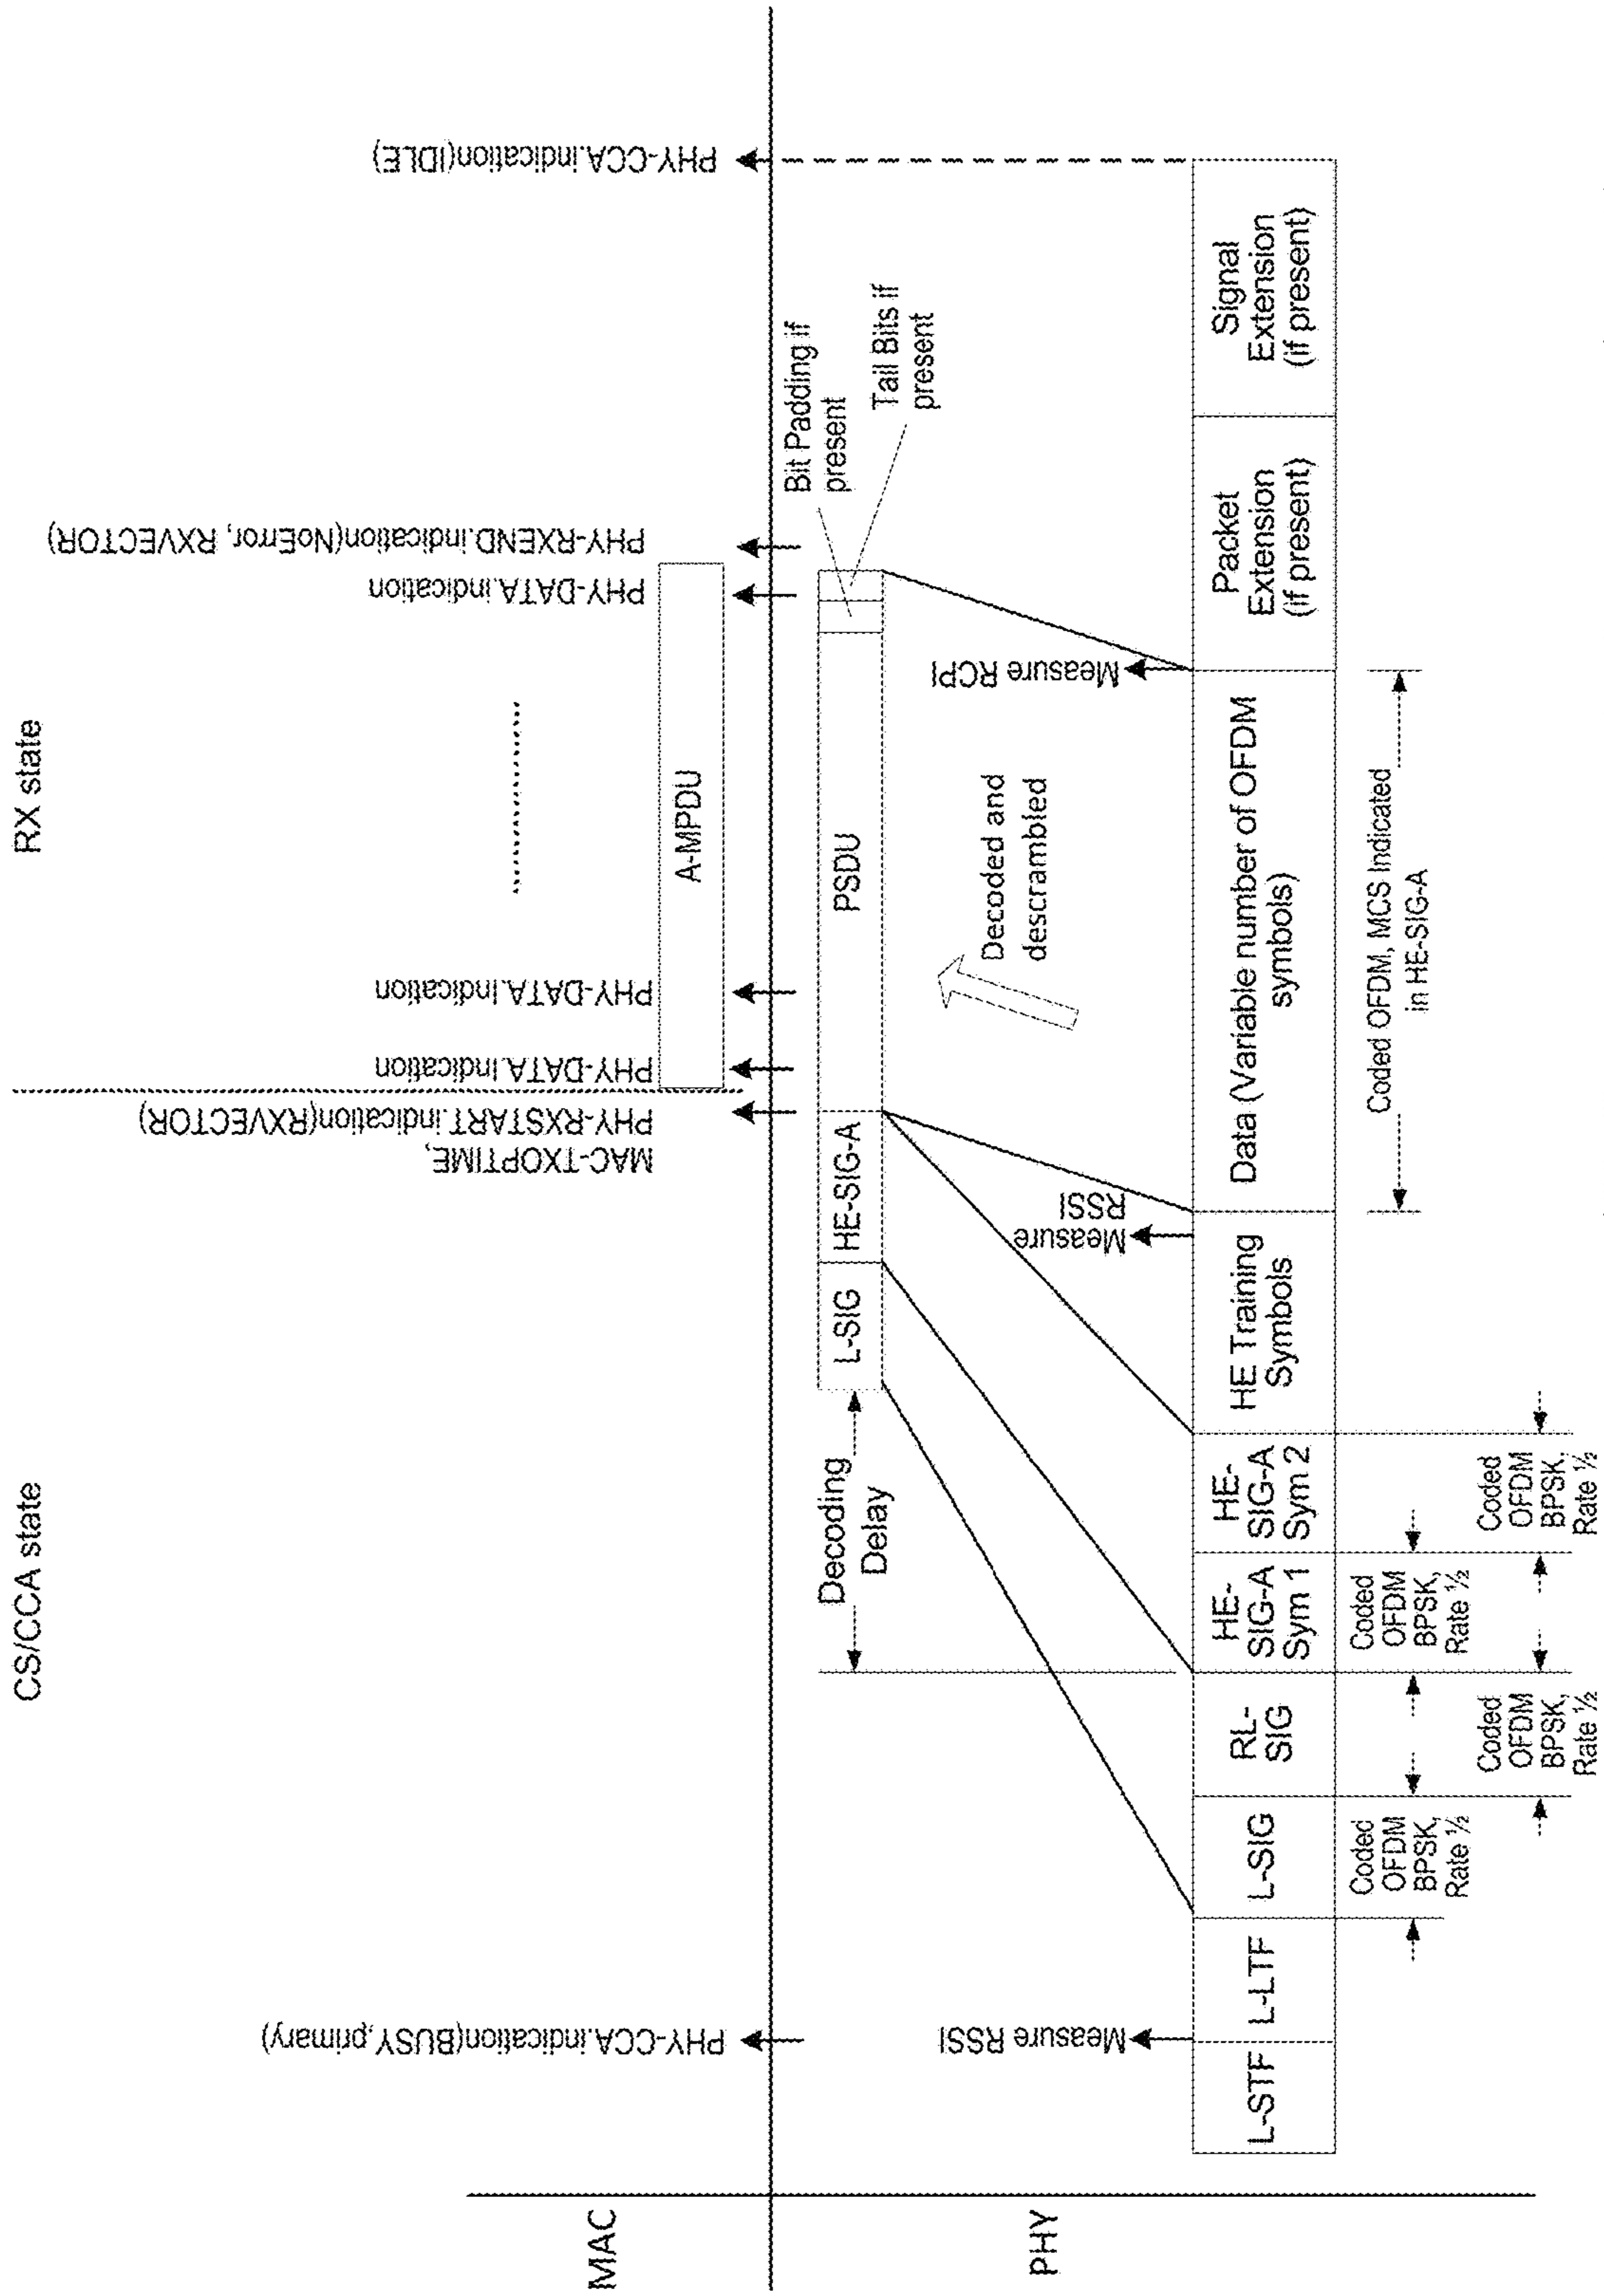 CS/CCA state
RX state
MAC
PHY-CCA.indication(BUSY,primary)
MAC-TXOPTIME,
PHY-RXSTART.indication(RXVECTOR)
PHY-DATA.indication
PHY-DATA.indication
PHY-DATA.indication
PHY-RXEND.indication(NoError, RXVECTOR)
PHY-CCA.indication(IDLE)
A-MPDU
PHY
Decoding
Delay
L-SIG
HE-SIG-A
PSDU
Bit Padding if
present
Tail Bits if
present
Measure RSSI
Measure
RSSI
Decoded and
descrambled
Measure RCPI
L-STF
L-LTF
L-SIG
RL-
SIG
HE-
SIG-A
Sym 1
HE-
SIG-A
Sym 2
HE Training
Symbols
Data (Variable number of OFDM
symbols)
Packet
Extension
(if present)
Signal
Extension
(if present)
Coded
OFDM
BPSK,
Rate ½
Coded
OFDM
BPSK,
Rate ½
Coded
OFDM
BPSK,
Rate ½
Coded
OFDM
BPSK,
Rate ½
Coded OFDM, MCS Indicated
in HE-SIG-A